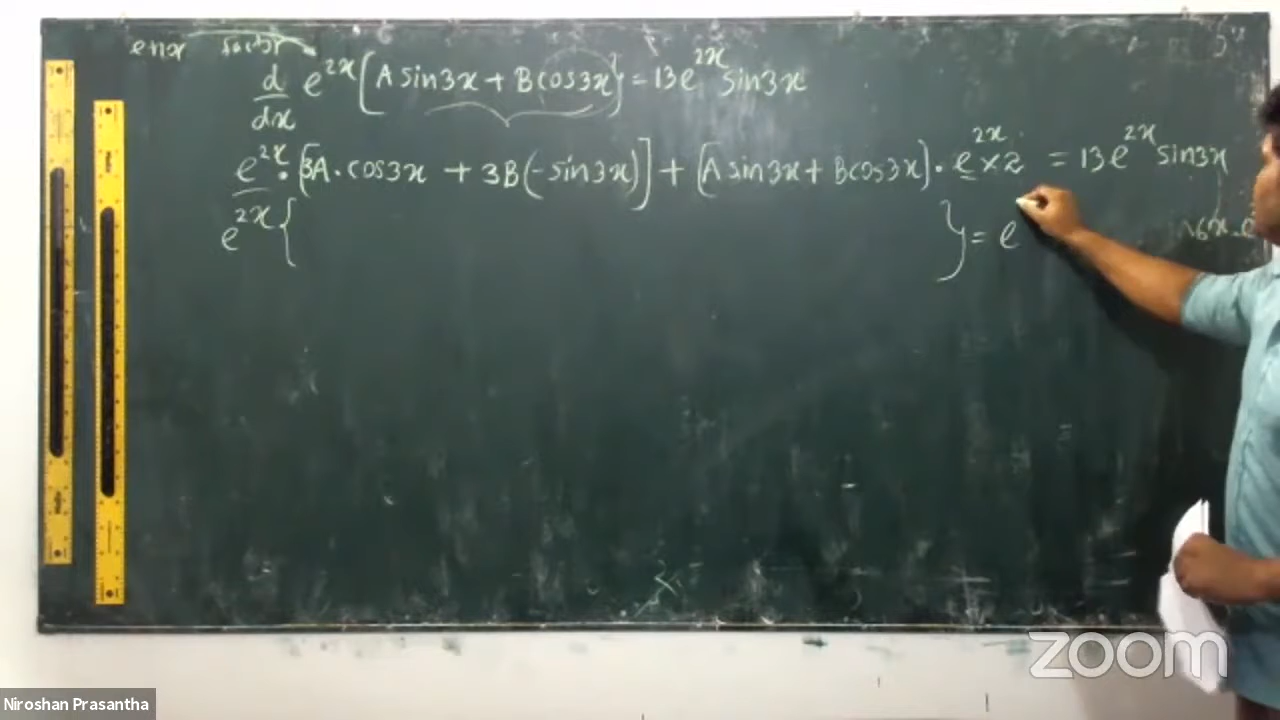 d/dx e^{2x} [A sin3x + B cos3x} = 13e^{2x} sin3x
e^{2x} · [3A · cos3x + 3B(-sin3x)] + [A sin3x + B cos3x) · e^{2x} × 2 = 13e^{2x} sin3x
e^{2x} { } = e
zoom
Niroshan Prasantha